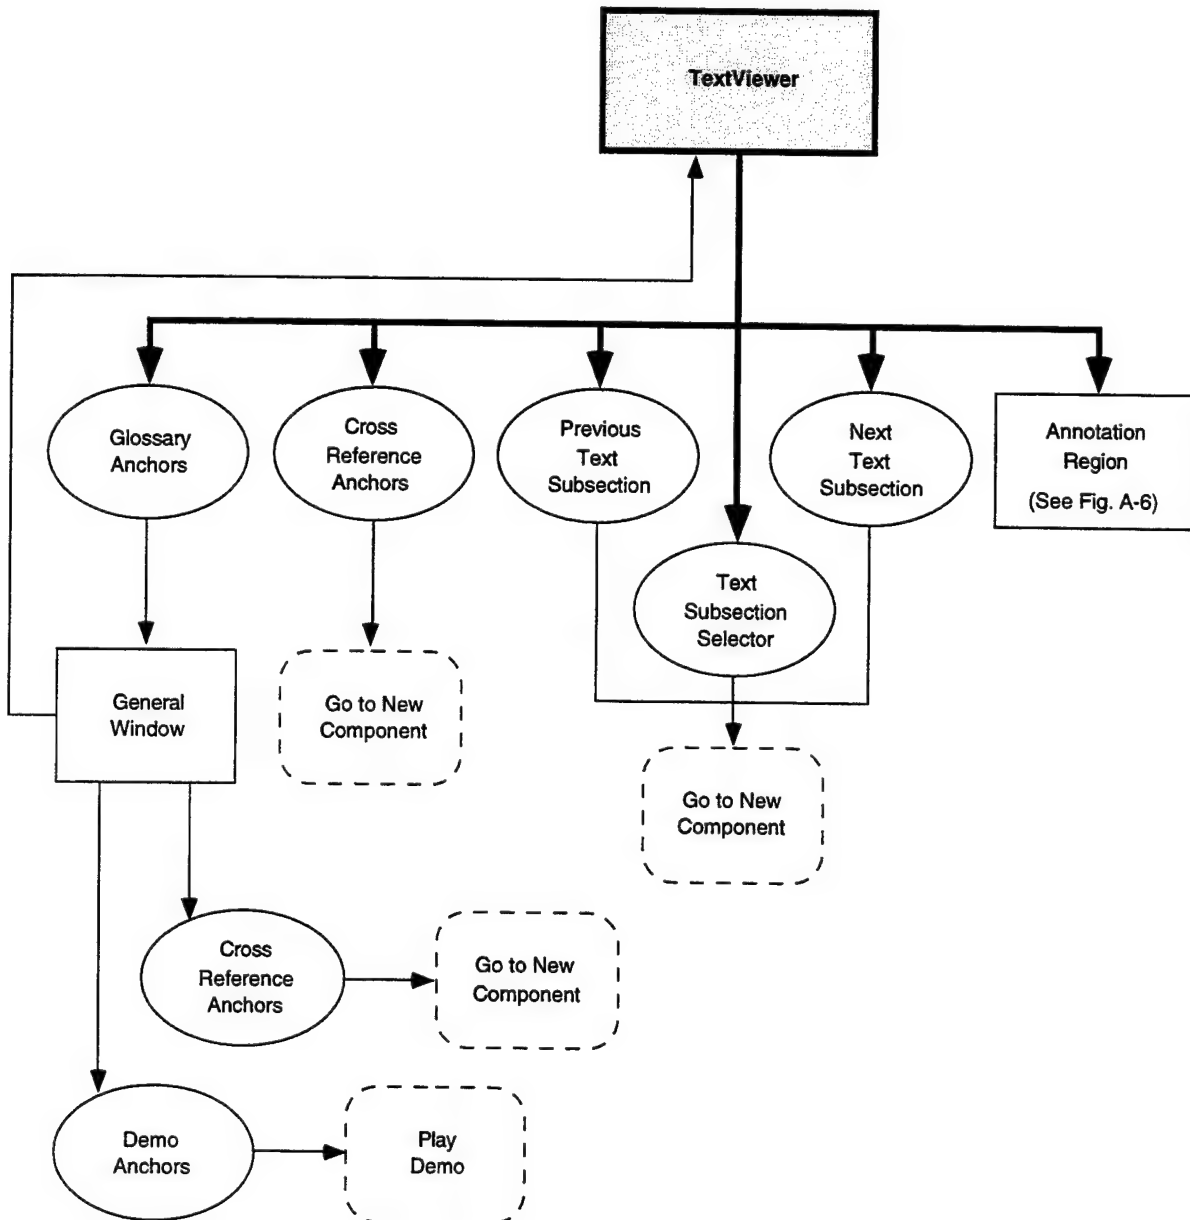 TextViewer
Glossary
Anchors
Cross
Reference
Anchors
Previous
Text
Subsection
Next
Text
Subsection
Annotation
Region
(See Fig. A-6)
Text
Subsection
Selector
General
Window
Go to New
Component
Go to New
Component
Cross
Reference
Anchors
Go to New
Component
Demo
Anchors
Play
Demo